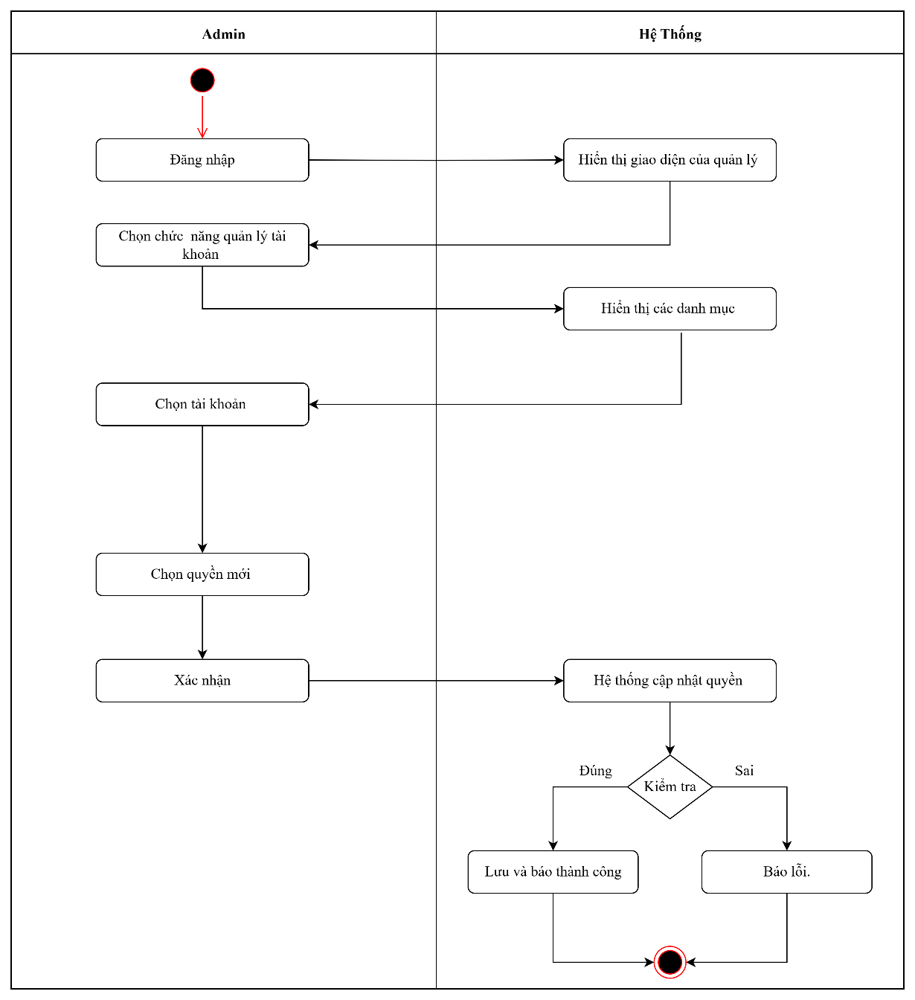 Admin
Hệ Thống
Đăng nhập
Hiển thị giao diện của quản lý
Chọn chức năng quản lý tài
khoản
Hiển thị các danh mục
Chọn tài khoản
Chọn quyền mới
Xác nhận
Hệ thống cập nhật quyền
Đúng
Sai
Kiểm tra
Lưu và báo thành công
Báo lỗi.